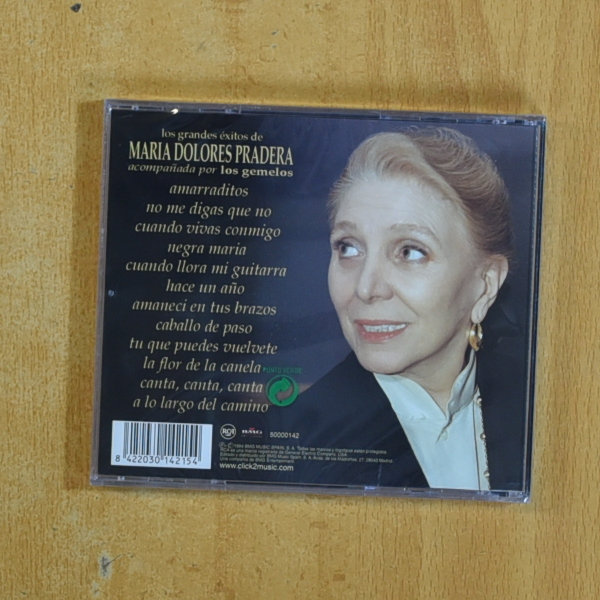 los grandes éxitos de
MARIA DOLORES PRADERA
acompañada por los gemelos
amarraditos
no me digas que no
cuando vivas conmigo
negra maria
cuando llora mi guitarra
hace un año
amaneci en tus brazos
caballo de paso
tu que puedes vuelvete
la flor de la canela
PUNTO VERDE
canta, canta, canta
a lo largo del camino
RCA BMG 50000142
8 422030 142154
www.click2music.com